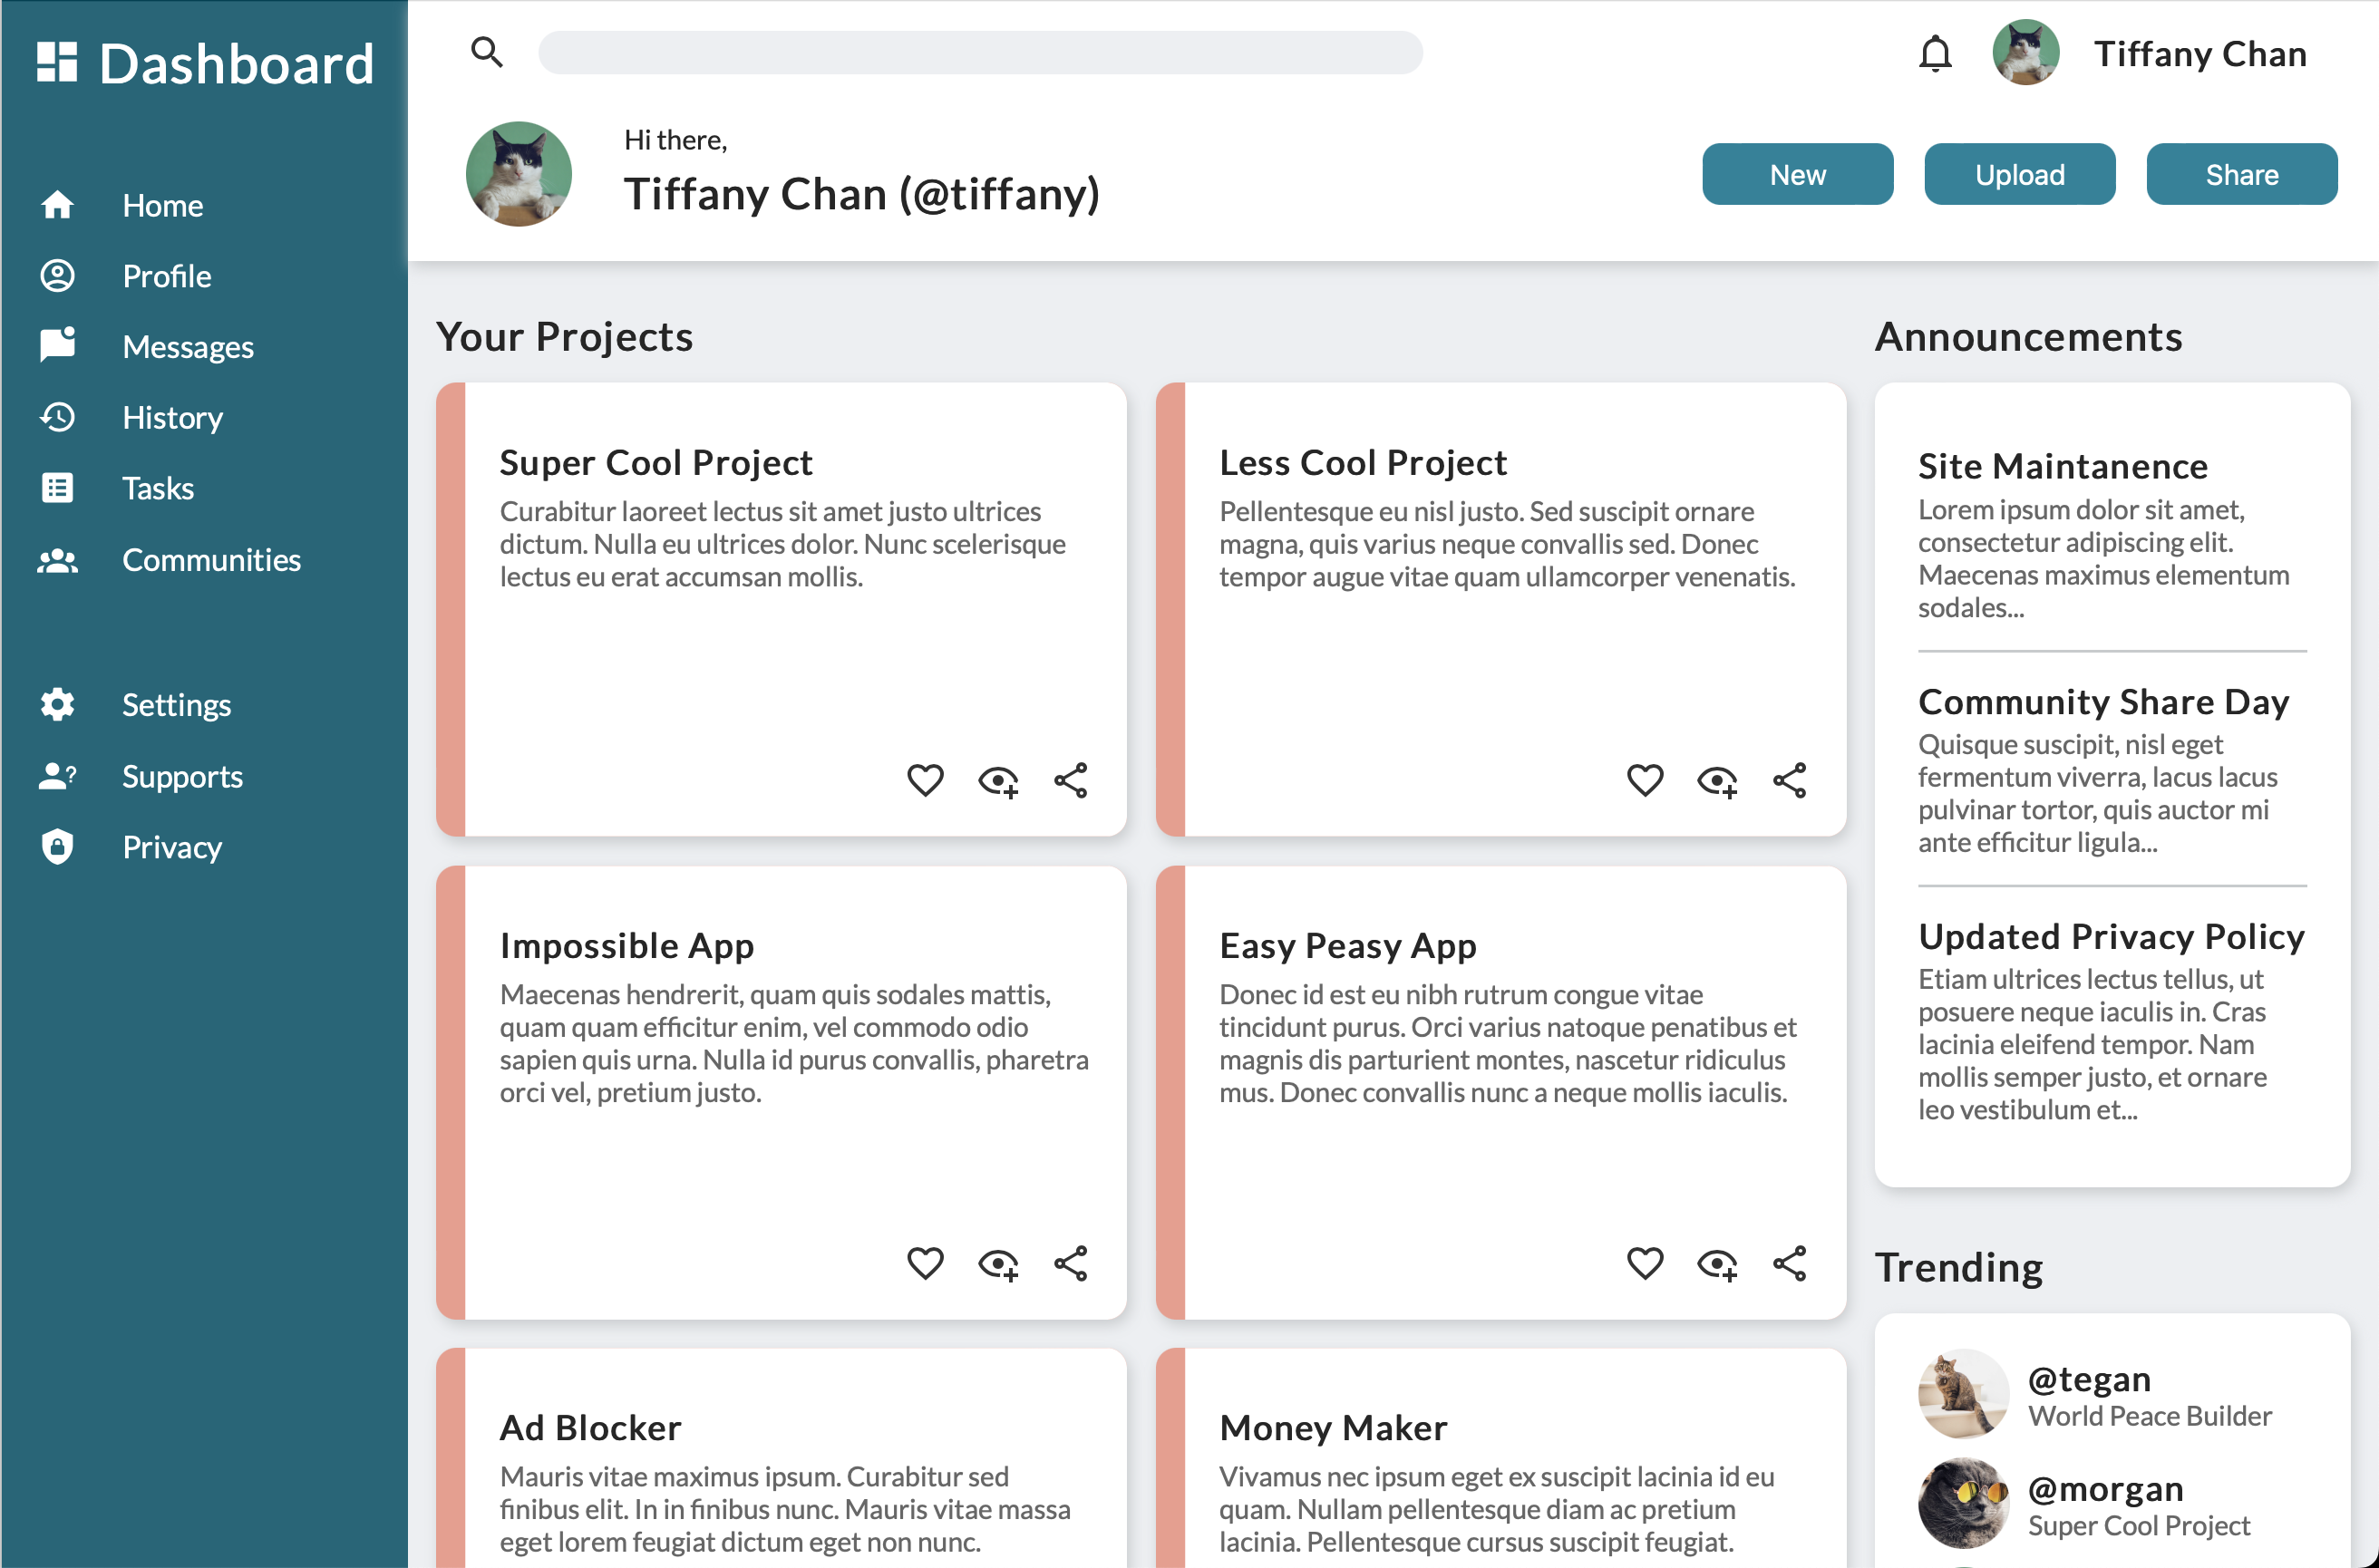 Dashboard
Home
Profile
Messages
History
Tasks
Communities
Settings
Supports
Privacy
Tiffany Chan
Hi there,
Tiffany Chan (@tiffany)
New
Upload
Share
Your Projects
Super Cool Project
Curabitur laoreet lectus sit amet justo ultrices
dictum. Nulla eu ultrices dolor. Nunc scelerisque
lectus eu erat accumsan mollis.
Less Cool Project
Pellentesque eu nisl justo. Sed suscipit ornare
magna, quis varius neque convallis sed. Donec
tempor augue vitae quam ullamcorper venenatis.
Impossible App
Maecenas hendrerit, quam quis sodales mattis,
quam quam efficitur enim, vel commodo odio
sapien quis urna. Nulla id purus convallis, pharetra
orci vel, pretium justo.
Easy Peasy App
Donec id est eu nibh rutrum congue vitae
tincidunt purus. Orci varius natoque penatibus et
magnis dis parturient montes, nascetur ridiculus
mus. Donec convallis nunc a neque mollis iaculis.
Ad Blocker
Mauris vitae maximus ipsum. Curabitur sed
finibus elit. In in finibus nunc. Mauris vitae massa
eget lorem feugiat dictum eget non nunc.
Money Maker
Vivamus nec ipsum eget ex suscipit lacinia id eu
quam. Nullam pellentesque diam ac pretium
lacinia. Pellentesque cursus suscipit feugiat.
Announcements
Site Maintanence
Lorem ipsum dolor sit amet,
consectetur adipiscing elit.
Maecenas maximus elementum
sodales...
Community Share Day
Quisque suscipit, nisl eget
fermentum viverra, lacus lacus
pulvinar tortor, quis auctor mi
ante efficitur ligula...
Updated Privacy Policy
Etiam ultrices lectus tellus, ut
posuere neque iaculis in. Cras
lacinia eleifend tempor. Nam
mollis semper justo, et ornare
leo vestibulum et...
Trending
@tegan
World Peace Builder
@morgan
Super Cool Project